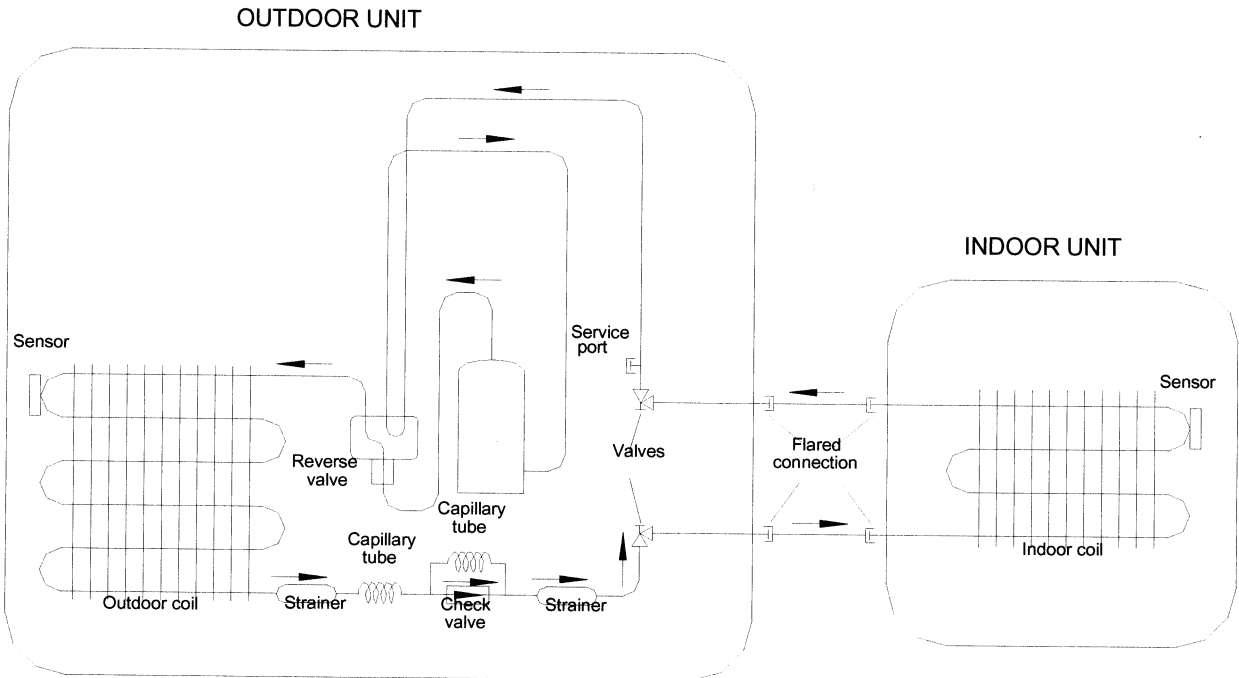 OUTDOOR UNIT
INDOOR UNIT
Sensor
Service
port
Sensor
Reverse
valve
Valves
Flared
connection
Capillary
tube
Capillary
tube
Indoor coil
Outdoor coil
Strainer
Check
valve
Strainer